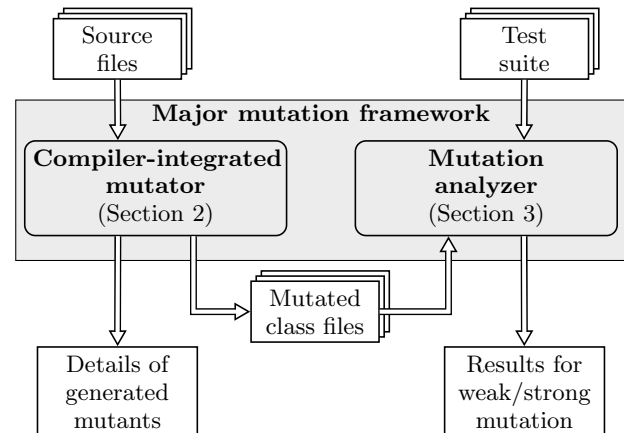 Source
files
Test
suite
Major mutation framework
Compiler-integrated
mutator
(Section 2)
Mutation
analyzer
(Section 3)
Mutated
class files
Details of
generated
mutants
Results for
weak/strong
mutation